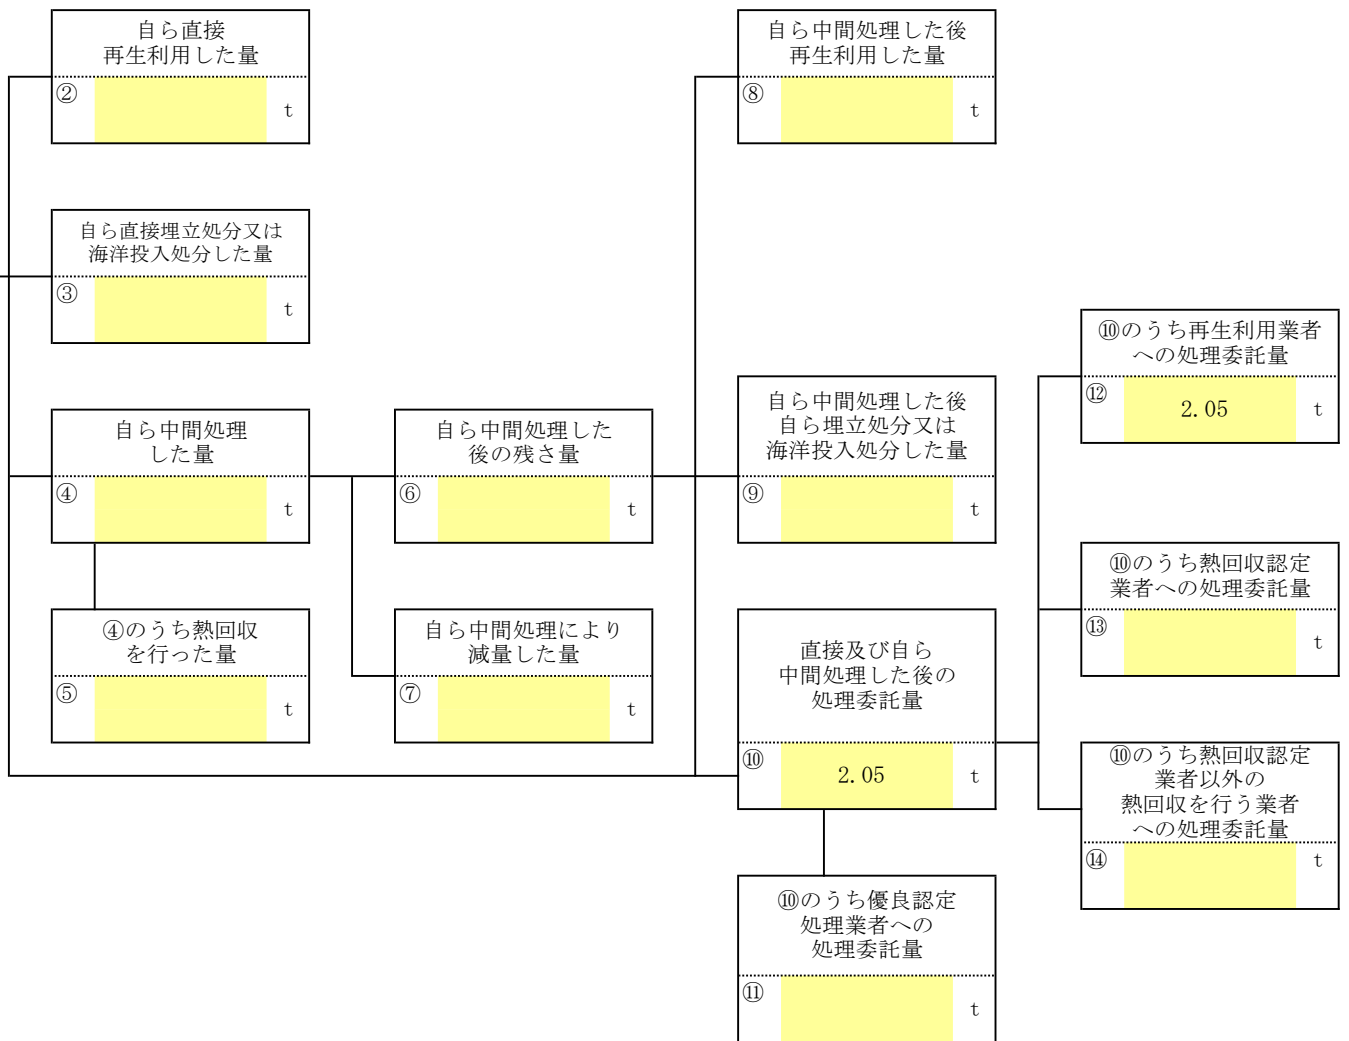 自ら直接
再生利用した量
②
t
自ら中間処理した後
再生利用した量
⑧
t
自ら直接埋立処分又は
海洋投入処分した量
③
t
⑩のうち再生利用業者
への処理委託量
⑫
2.05
t
自ら中間処理
した量
④
t
自ら中間処理した
後の残さ量
⑥
t
自ら中間処理した後
自ら埋立処分又は
海洋投入処分した量
⑨
t
⑩のうち熱回収認定
業者への処理委託量
⑬
t
④のうち熱回収
を行った量
⑤
t
自ら中間処理により
減量した量
⑦
t
直接及び自ら
中間処理した後の
処理委託量
⑩
2.05
t
⑩のうち熱回収認定
業者以外の
熱回収を行う業者
への処理委託量
⑭
t
⑩のうち優良認定
処理業者への
処理委託量
⑪
t